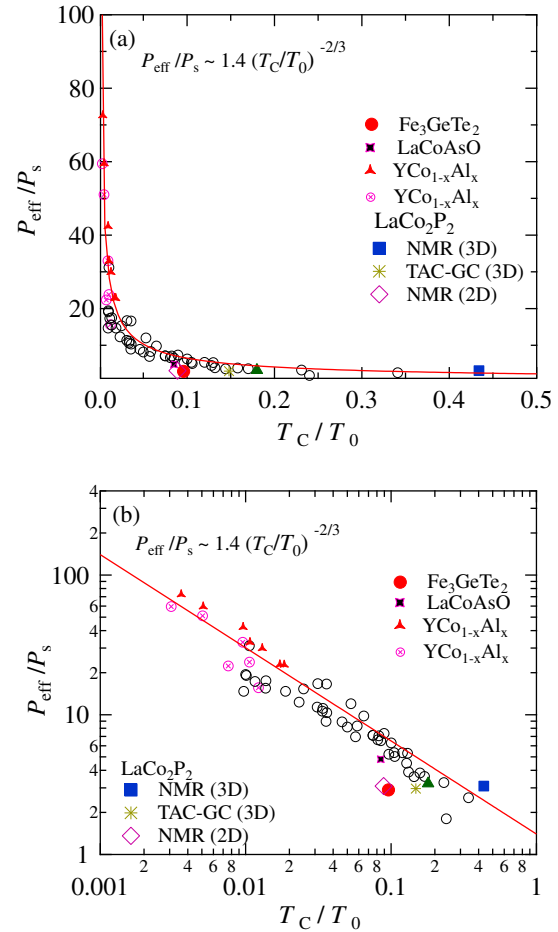 (a)
P_eff/P_s ~ 1.4 (T_C/T_0)^-2/3
100
80
60
40
20
P_eff/P_s
Fe₃GeTe₂
LaCoAsO
YCo₁₋ₓAlₓ
YCo₁₋ₓAlₓ
LaCo₂P₂
NMR (3D)
TAC-GC (3D)
NMR (2D)
0.0 0.1 0.2 0.3 0.4 0.5
T_C/T_0
(b)
P_eff/P_s ~ 1.4 (T_C/T_0)^-2/3
4
2
100
6
4
2
10
6
4
2
1
P_eff/P_s
Fe₃GeTe₂
LaCoAsO
YCo₁₋ₓAlₓ
YCo₁₋ₓAlₓ
LaCo₂P₂
NMR (3D)
TAC-GC (3D)
NMR (2D)
0.001 2 4 6 8 0.01 2 4 6 8 0.1 2 4 6 8 1
T_C/T_0